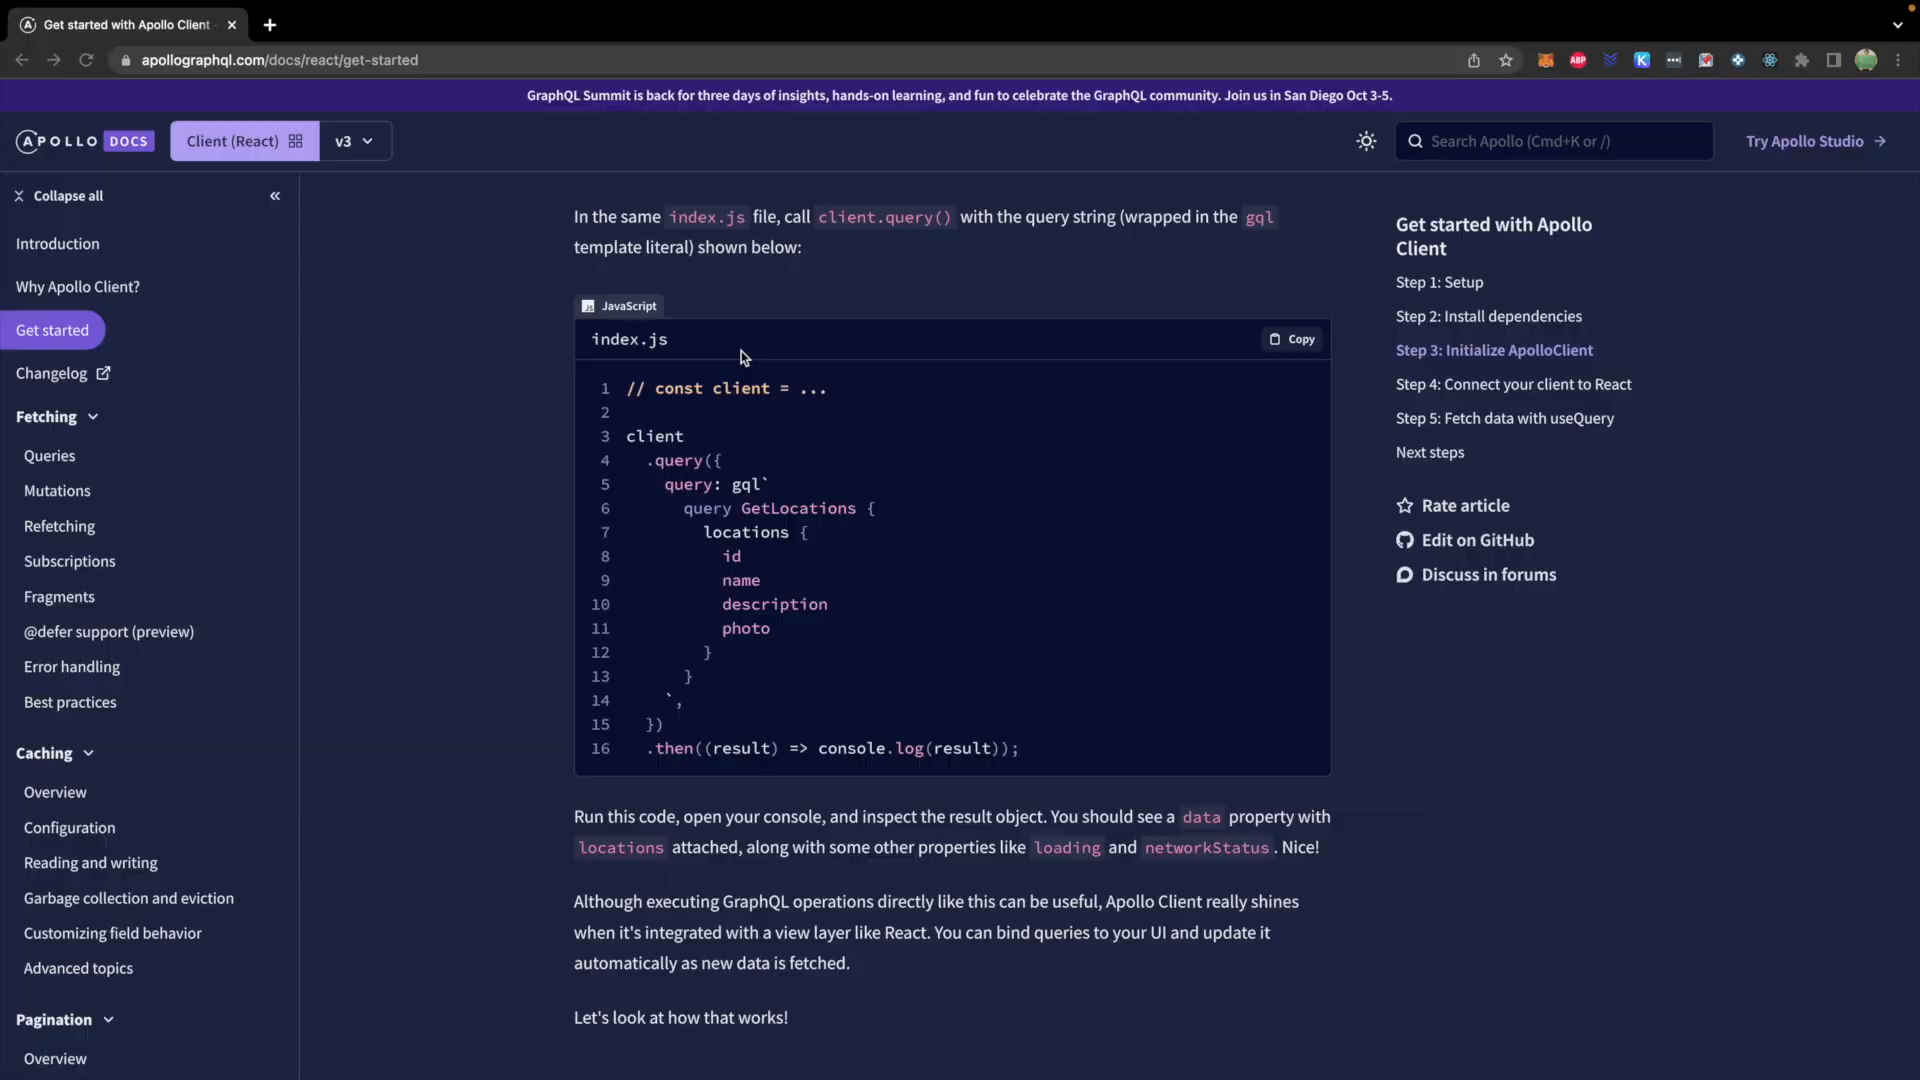 Get started with Apollo Client
apollographql.com/docs/react/get-started
ABP
K
GraphQL Summit is back for three days of insights, hands-on learning, and fun to celebrate the GraphQL community. Join us in San Diego Oct 3-5.
APOLLO DOCS
Client (React)
v3
Search Apollo (Cmd+K or /)
Try Apollo Studio
Collapse all
Introduction
Why Apollo Client?
Get started
Changelog
Fetching
Queries
Mutations
Refetching
Subscriptions
Fragments
@defer support (preview)
Error handling
Best practices
Caching
Overview
Configuration
Reading and writing
Garbage collection and eviction
Customizing field behavior
Advanced topics
Pagination
Overview
In the same index.js file, call client.query() with the query string (wrapped in the gql
template literal) shown below:
JS JavaScript
index.js
Copy
1 // const client = ...
2
3 client
4 .query({
5 query: gql`
6 query GetLocations {
7 locations {
8 id
9 name
10 description
11 photo
12 }
13 }
14 `,
15 })
16 .then((result) => console.log(result));
Run this code, open your console, and inspect the result object. You should see a data property with
locations attached, along with some other properties like loading and networkStatus. Nice!
Although executing GraphQL operations directly like this can be useful, Apollo Client really shines
when it's integrated with a view layer like React. You can bind queries to your UI and update it
automatically as new data is fetched.
Let's look at how that works!
Get started with Apollo
Client
Step 1: Setup
Step 2: Install dependencies
Step 3: Initialize ApolloClient
Step 4: Connect your client to React
Step 5: Fetch data with useQuery
Next steps
Rate article
Edit on GitHub
Discuss in forums